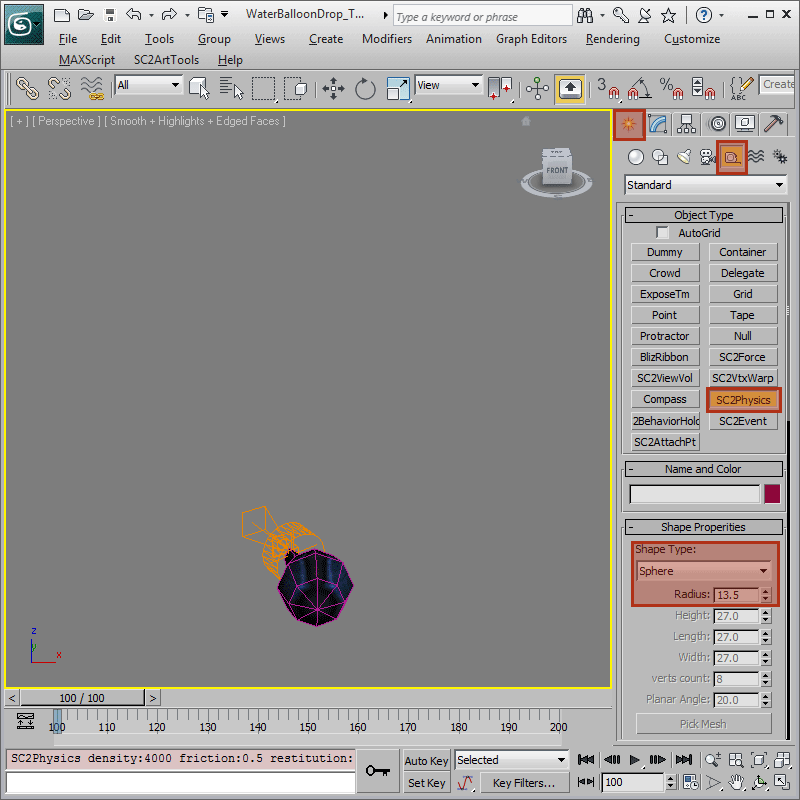 WaterBalloonDrop_T...
Type a keyword or phrase
File Edit Tools Group Views Create Modifiers Animation Graph Editors Rendering Customize
MAXScript SC2ArtTools Help
All
View
3
%
ABC
Create
[ + ] [ Perspective ] [ Smooth + Highlights + Edged Faces ]
FRONT
Standard
- Object Type
AutoGrid
Dummy Container
Crowd Delegate
ExposeTm Grid
Point Tape
Protractor Null
BlizRibbon SC2Force
SC2ViewVol SC2VtxWarp
Compass SC2Physics
2BehaviorHold SC2Event
SC2AttachPt
- Name and Color
- Shape Properties
Shape Type:
Sphere
Radius: 13.5
Height: 27.0
Length: 27.0
Width: 27.0
verts count: 8
Planar Angle: 20.0
Pick Mesh
z
y
x
< 100 / 100 >
100 110 120 130 140 150 160 170 180 190 200
SC2Physics density:4000 friction:0.5 restitution:
Auto Key Selected
Set Key Key Filters... 100